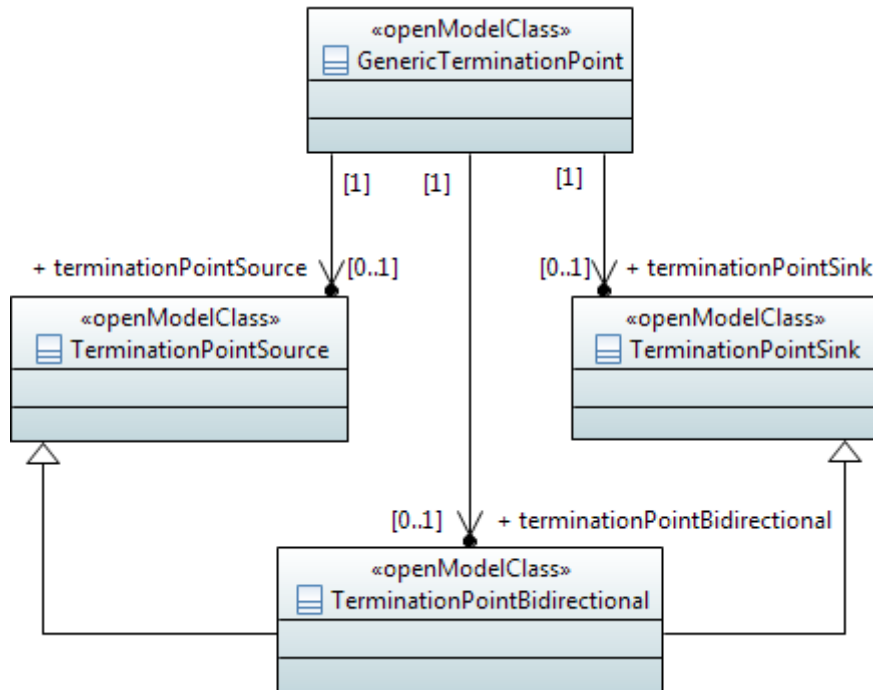 «openModelClass»
GenericTerminationPoint
[1]
[1]
[1]
+ terminationPointSource
[0..1]
[0..1]
+ terminationPointSink
«openModelClass»
TerminationPointSource
«openModelClass»
TerminationPointSink
[0..1]
+ terminationPointBidirectional
«openModelClass»
TerminationPointBidirectional